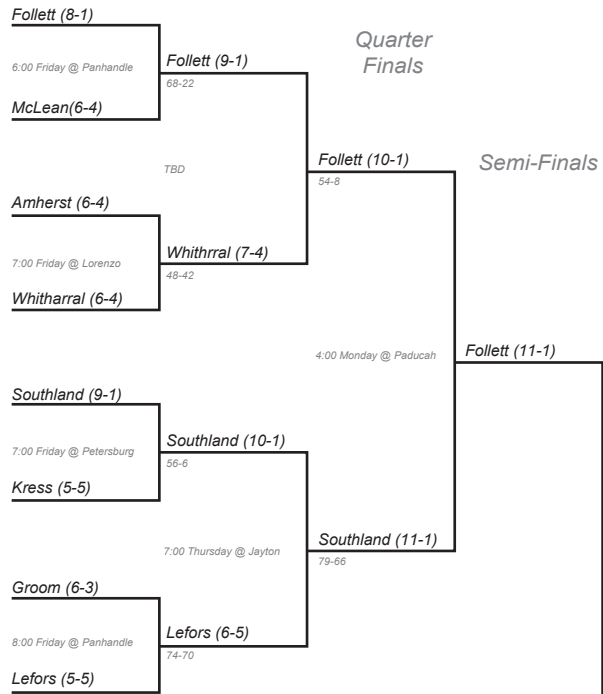 Follett (8-1)
6:00 Friday @ Panhandle
McLean(6-4)
Follett (9-1)
68-22
Quarter
Finals
TBD
Follett (10-1)
54-8
Semi-Finals
Amherst (6-4)
7:00 Friday @ Lorenzo
Whitharral (6-4)
Whithrral (7-4)
48-42
4:00 Monday @ Paducah
Follett (11-1)
Southland (9-1)
7:00 Friday @ Petersburg
Kress (5-5)
Southland (10-1)
56-6
7:00 Thursday @ Jayton
Southland (11-1)
79-66
Groom (6-3)
8:00 Friday @ Panhandle
Lefors (5-5)
Lefors (6-5)
74-70